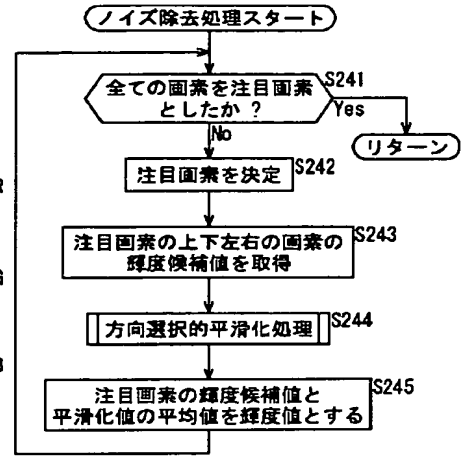 ノイズ除去処理スタート
全ての画素を注目画素
としたか ?
S241
Yes
No
リターン
注目画素を決定
S242
注目画素の上下左右の画素の
輝度候補値を取得
S243
方向選択的平滑化処理
S244
注目画素の輝度候補値と
平滑化値の平均値を輝度値とする
S245